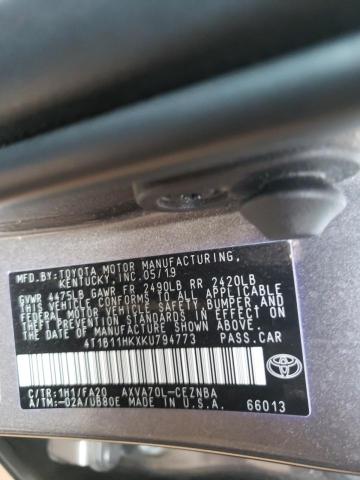 MFD.BY:TOYOTA MOTOR MANUFACTURING,
KENTUCKY, INC. 05/19
GVWR 4475LB GAWR FR 2490LB RR 2420LB
THIS VEHICLE CONFORMS TO ALL APPLICABLE
FEDERAL MOTOR VEHICLE SAFETY BUMPER, AND
THEFT PREVENTION STANDARDS IN EFFECT ON
THE DATE OF MANUFACTURE SHOWN ABOVE.
4T1B11HKXKU794773 PASS.CAR
C/TR:1H1/FA20 AXVA70L-CEZNBA
A/TM:-02A/UB80E MADE IN U.S.A. 66013